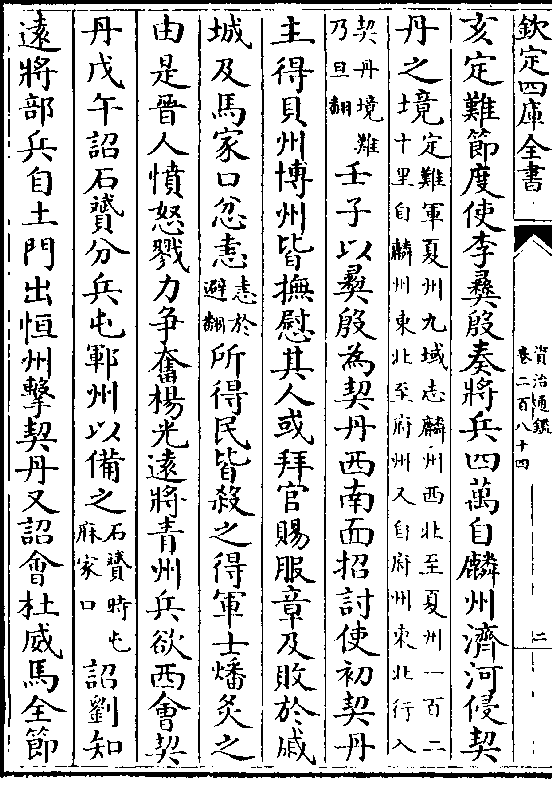 欽定四庫全書
資治通鑑
卷二百八十四
二
亥定難節度使李彞殷奏將兵四萬自麟州濟河侵契
丹之境定難軍夏州九域志麟州西北至夏州一百二
十里自麟州東北至府州又自府州東北行入
契丹境難
乃旦翻
壬子以彞殷為契丹西南面招討使初契丹
主得貝州博州皆撫慰其人或拜官賜服章及敗於戚
城及馬家口忿恚恚於
避翻
所得民皆殺之得軍士燔炙之
由是晉人憤怒戮力争奮楊光遠將青州兵欲西會契
丹戊午詔石贇分兵屯鄆州以備之石贇時屯
麻家口
詔劉知
遠將部兵自土門出恒州擊契丹又詔會杜威馬全節